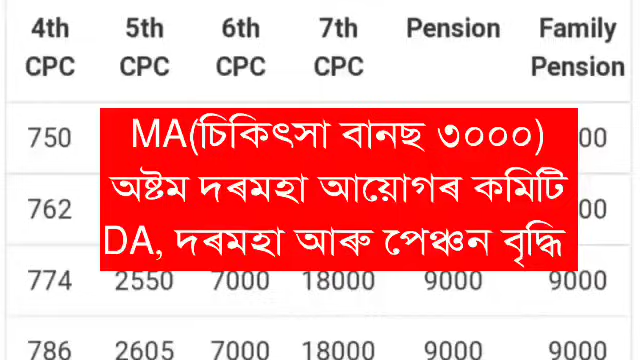 4th CPC 5th CPC 6th CPC 7th CPC Pension Family Pension
750 00
MA(চিকিৎসা বানছ ৩০০০)
762 00
অষ্টম দৰমহা আয়োগৰ কমিটি
DA, দৰমহা আৰু পেঞ্চন বৃদ্ধি
774 2550 7000 18000 9000 9000
786 2605 7000 18000 9000 9000